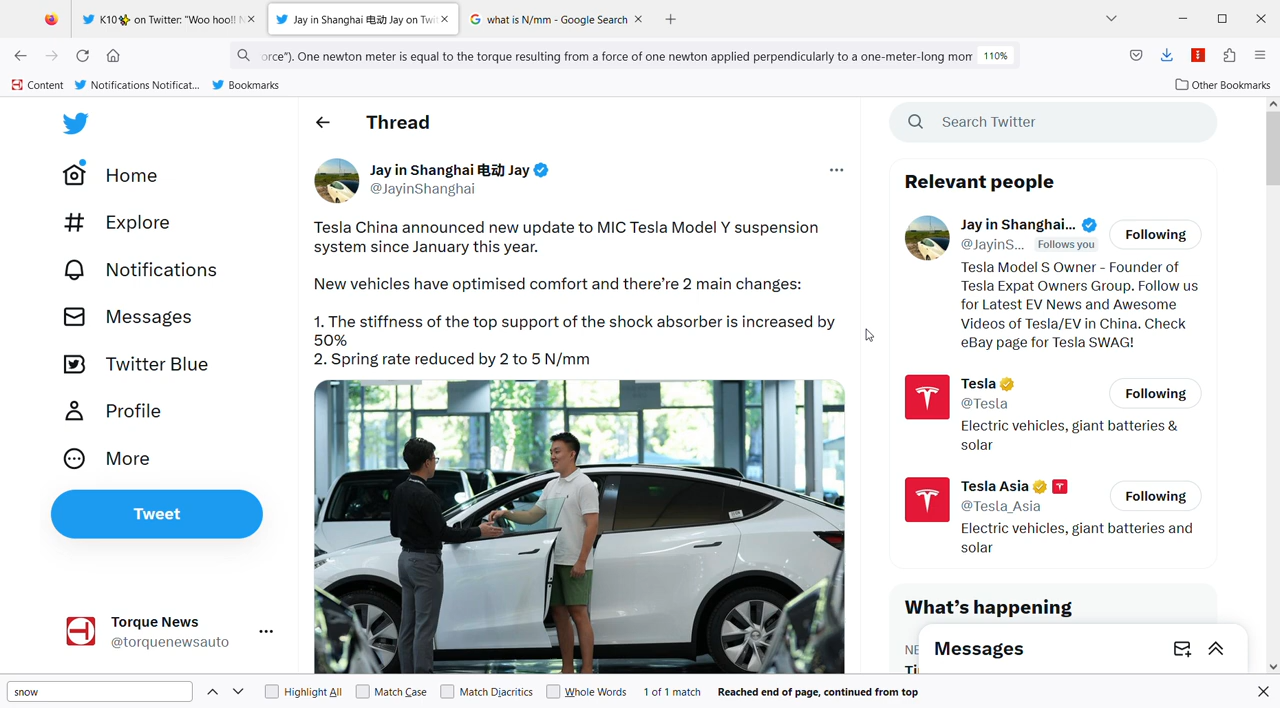 K10✨ on Twitter: "Woo hoo!! N
Jay in Shanghai 电动 Jay on Twi
what is N/mm - Google Search
orce"). One newton meter is equal to the torque resulting from a force of one newton applied perpendicularly to a one-meter-long mom
110%
Content
Notifications Notificat...
Bookmarks
Other Bookmarks
Home
Explore
Notifications
Messages
Twitter Blue
Profile
More
Tweet
Torque News
@torquenewsauto
Thread
Jay in Shanghai 电动 Jay
@JayinShanghai
Tesla China announced new update to MIC Tesla Model Y suspension
system since January this year.
New vehicles have optimised comfort and there're 2 main changes:
1. The stiffness of the top support of the shock absorber is increased by
50%
2. Spring rate reduced by 2 to 5 N/mm
Search Twitter
Relevant people
Jay in Shanghai...
@JayinS... Follows you
Following
Tesla Model S Owner - Founder of
Tesla Expat Owners Group. Follow us
for Latest EV News and Awesome
Videos of Tesla/EV in China. Check
eBay page for Tesla SWAG!
Tesla
@Tesla
Following
Electric vehicles, giant batteries &
solar
Tesla Asia
@Tesla_Asia
Following
Electric vehicles, giant batteries and
solar
What's happening
Messages
snow
Highlight All
Match Case
Match Diacritics
Whole Words
1 of 1 match
Reached end of page, continued from top